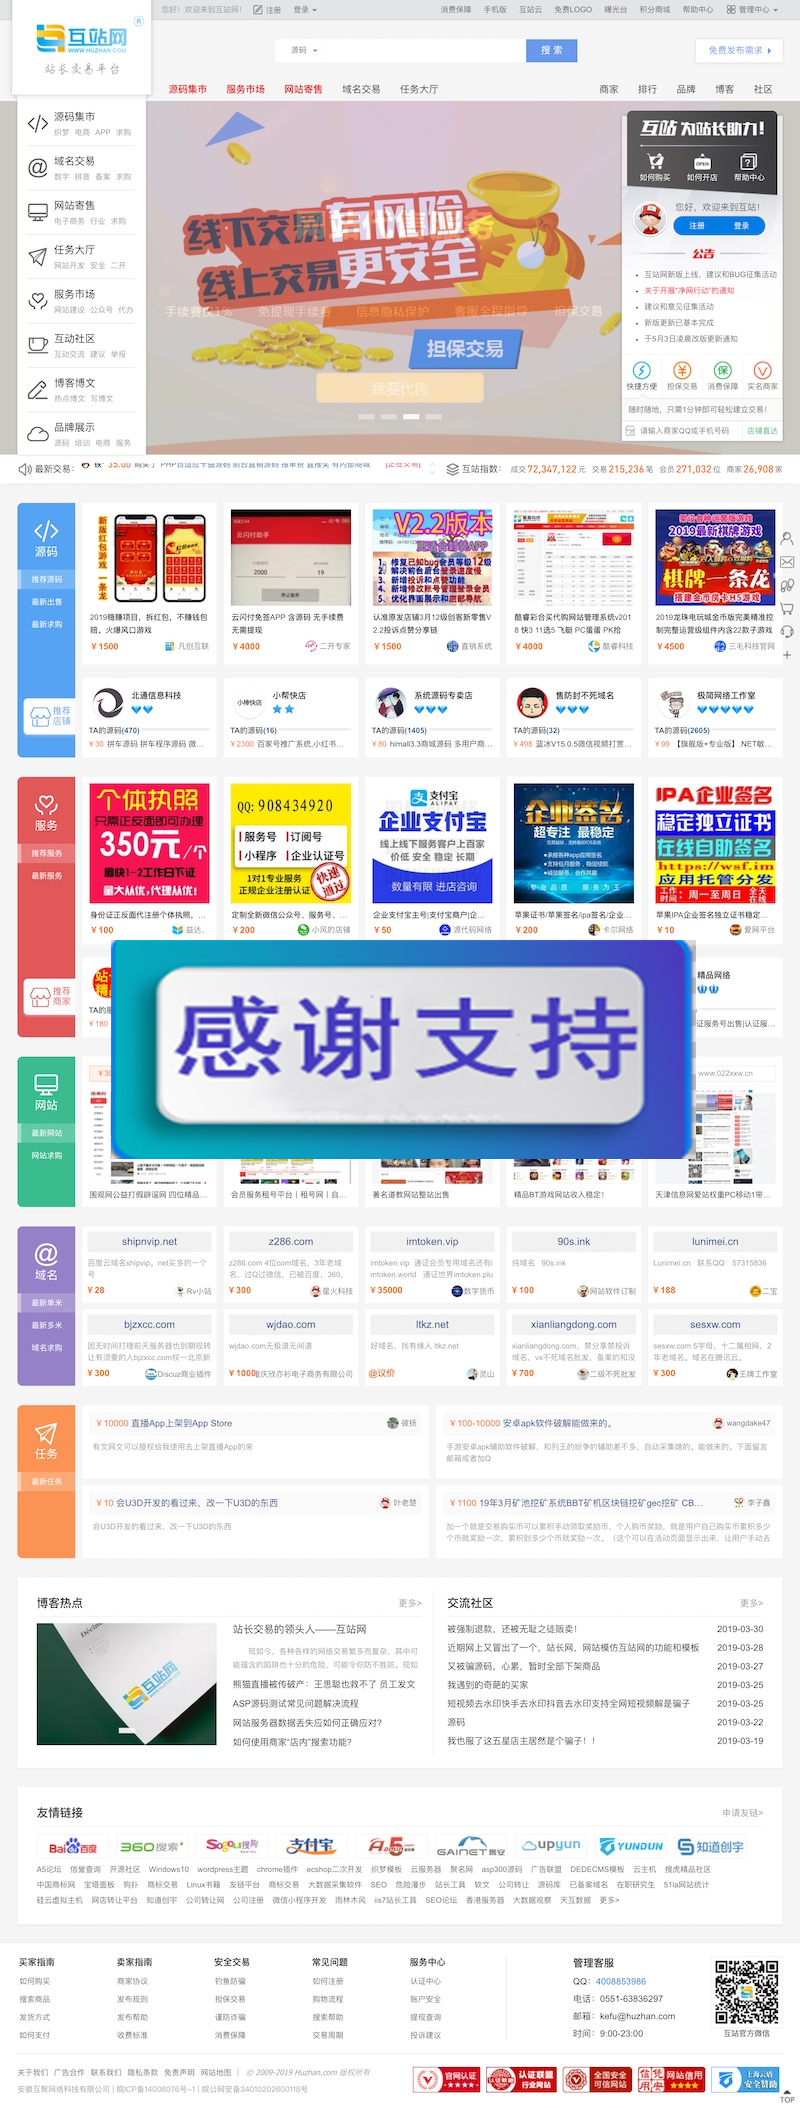 您好！欢迎来到互站网！ 注册 登录
消费保障 手机版 互站云 免费LOGO 曝光台 积分商城 帮助中心 管理中心
互站网
WWW.HUZHAN.COM
站长交易平台
源码
搜 索
免费发布需求
源码集市 服务市场 网站寄售 域名交易 任务大厅
商家 排行 品牌 博客 社区
源码集市
织梦 电商 APP 求购
域名交易
数字 拼音 备案 求购
网站寄售
电子商务 行业 求购
任务大厅
网站开发 安全 二开
服务市场
网站建设 公众号 代办
互动社区
互动交流 建议 举报
博客博文
热点博文 写博文
品牌展示
源码 培训 电商 服务
线下交易有风险
线上交易更安全
手续费仅1% 免提现手续费 信息隐私保护 客服全程指导 担保交易
担保交易
我要代售
互站 为站长助力！
如何购买 如何开店 帮助中心
您好，欢迎来到互站！
注册 登录
公告
互站网新版上线，建议和BUG征集活动
关于开展“净网行动”的通知
建议和意见征集活动
新版更新已基本完成
于5月3日凌晨改版更新通知
快捷方便 担保交易 消费保障 实名商家
随时随地，只需1分钟即可轻松建立交易！
请输入商家QQ或手机号码 店铺直达
最新交易：
互站指数： 成交 72,347,122 元 交易 215,236 笔 会员 271,032 位 商家 26,908 家
源码
推荐源码
最新出售
最新求购
推荐店铺
2019稳赚项目，拆红包，不赚钱包赔。火爆风口游戏
¥ 1500 凡创互联
云闪付免签APP 含源码 无手续费 无需提现
¥ 4000 二开专家
V2.2版本
认准原发店铺3月12级创客新零售V2.2投诉点赞分享链
¥ 1500 直销系统
酷睿彩合买代购网站管理系统v2018 快3 11选5 飞艇 PC蛋蛋 PK拾
¥ 4000 酷睿科技
2019最新棋牌游戏
棋牌一条龙
搭建金币房卡H5游戏
2019龙珠电玩城金币版完美精准控制完整运营级组件内含22款子游戏
¥ 4500 三毛科技官网
北通信息科技
TA的源码(470)
¥ 30 拼车源码 拼车程序源码 微...
小帮快店
TA的源码(16)
¥ 2300 百家号推广系统,小红书...
系统源码专卖店
TA的源码(1405)
¥ 80 himall3.3商城源码 多用户商...
售防封不死域名
TA的源码(32)
¥ 498 蓝冰V15.0.5微信视频打赏...
极简网络工作室
TA的源码(2605)
¥ 99 【旗舰版+专业版】.NET敏...
服务
推荐服务
最新服务
推荐商家
个体执照
只需正反面即可办理
350元/个
最快1-2工作日下证
量大从优,代理从优!
身份证正反面代注册个体执照，...
¥ 100 益达、
QQ: 908434920
服务号 订阅号
小程序 企业认证号
1对1专业服务
正规企业注册认证
快速通过
定制全新微信公众号、服务号、...
¥ 200 小风的店铺
支付宝
ALIPAY
企业支付宝
线上线下服务客户上百家
价低 安全 稳定 长期
数量有限 进店咨询
企业支付宝主号|支付宝商户|企...
¥ 50 源代码网络
企业签名
超专注 最稳定
专业品质 服务为王
苹果证书/苹果签名/ipa签名/企业...
¥ 200 卡尔网络
IPA企业签名
稳定独立证书
在线自助签名
https://wsf.im
应用托管分发
工作时间：周一至周日 全天在线
苹果IPA企业签名独立证书稳定...
¥ 10 爱网平台
感谢支持
精品网络
网站
最新网站
网站求购
www.022xxw.cn
围观网公益打假辟谣网 四位精品...
会员服务租号平台｜租号网｜自...
著名道教网站整站出售
精品BT游戏网站收入稳定！
天津信息网爱站权重PC移动1带...
域名
最新单米
最新多米
域名求购
shipnvip.net
百度云域名shipvip。net买多的一个号
¥ 28 Rv小站
z286.com
z286.com 4位com域名，3年老域名，过Q过微信，已被百度，360，
¥ 300 星火科技
imtoken.vip
imtoken.vip 通证会员专用域名还有imtoken.world 通证世界imtoken.plu
¥ 35000 数字货币
90s.ink
纯域名 90s.ink
¥ 100 网站软件订制
lunimei.cn
Lunimei.cn 联系QQ：57315836
¥ 188 二宝
bjzxcc.com
因无时间打理前天服务器也到期现转让有须要的人bjzxcc.com权一北京新
¥ 300 Discuz商业插件
wjdao.com
wjdao.com无极道无间道
¥ 1000 重庆欣亦衫电子商务有限公司
ltkz.net
好域名，找有缘人 ltkz.net
@议价 灵山
xianliangdong.com
xianliangdong.com，禁分享禁投诉域名，vx不死域名批发，备案的和没
¥ 700 二级不死批发
sesxw.com
sesxw.com 5字母，十二属相网，2年老域名。域名在腾讯云。
¥ 300 王牌工作室
任务
最新任务
¥ 10000 直播App上架到App Store 彼扬
有文网文可以授权给我使用去上架直播App的来
¥ 100-10000 安卓apk软件破解能做来的。 wangdake47
手游安卓apk辅助软件破解，和列王的纷争的辅助差不多，自动采集啥的。能做来的。下面留言邮箱或者加Q
¥ 10 会U3D开发的看过来，改一下U3D的东西 叶老楚
会U3D开发的看过来，改一下U3D的东西
¥ 1100 19年3月矿池挖矿系统BBT矿机区块链挖矿gec挖矿 CB... 李子鑫
加一个就是交易购买币可以累积手动领取奖励币，个人购币奖励，就是用户自己购买币累积多少个币就奖励一次，累积到多少个币就奖励一次。（这个可以在活动页面显示出来，让用户手动去
博客热点 更多>
互站网
站长交易的领头人——互站网
现如今，各种各样的网络交易繁多而复杂，其中可能蕴含的陷阱也十分的危险，可能令你防不胜防。现如
熊猫直播被传破产：王思聪也救不了 员工发文
ASP源码测试常见问题解决流程
网站服务器数据丢失应如何正确应对？
如何使用商家“店内”搜索功能？
交流社区 更多>
被强制退款，还被无耻之徒贩卖！ 2019-03-30
近期网上又冒出了一个，站长网，网站模仿互站网的功能和模板 2019-03-28
又被骗源码，心累，暂时全部下架商品 2019-03-27
我遇到的奇葩的买家 2019-03-25
短视频去水印快手去水印抖音去水印支持全网短视频解是骗子 2019-03-25
源码 2019-03-22
我也服了这五星店主居然是个骗子！！ 2019-03-19
友情链接 申请友链>
Bai百度 360搜索 Sogou搜狗 支付宝 A5 GAINET upyun YUNDUN 知道创宇
A5论坛 信誉查询 开源社区 Windows10 wordpress主题 chrome插件 ecshop二次开发 织梦模板 云服务器 聚名网 asp300源码 广告联盟 DEDECMS模板 云主机 搜虎精品社区
中国商标网 宝塔面板 狗扑 商标交易 Linux书籍 友链平台 商标交易 大数据采集软件 SEO 危险漫步 站长工具 软文 公司转让 源码库 已备案域名 在职研究生 51la网站统计
硅云虚拟主机 网店转让平台 知道创宇 公司转让网 公司注册 微信小程序开发 雨林木风 iis7站长工具 SEO论坛 香港服务器 大数据观察 天互数据 更多>
买家指南 卖家指南 安全交易 常见问题 服务中心
如何购买 商家协议 钓鱼防骗 如何注册 认证中心
搜索商品 发布规则 担保交易 购物流程 账户安全
发货方式 发布帮助 谨防诈骗 搜索帮助 提现查询
如何支付 收费标准 消费保障 交易周期 投诉建议
管理客服
QQ：4008853986
电话：0551-63836297
邮箱：kefu@huzhan.com
时间：9:00-23:00
互站官方微信
关于我们 广告合作 联系我们 隐私条款 免责声明 网站地图 | © 2009-2019 Huzhan.com 版权所有
安徽互聚网络科技有限公司 | 皖ICP备14008076号-1 | 皖公网安备34010202600118号
官网认证 认证联盟 行业网站 全国安全可信网站 网站信用 上海云盾 安全赞助
TOP